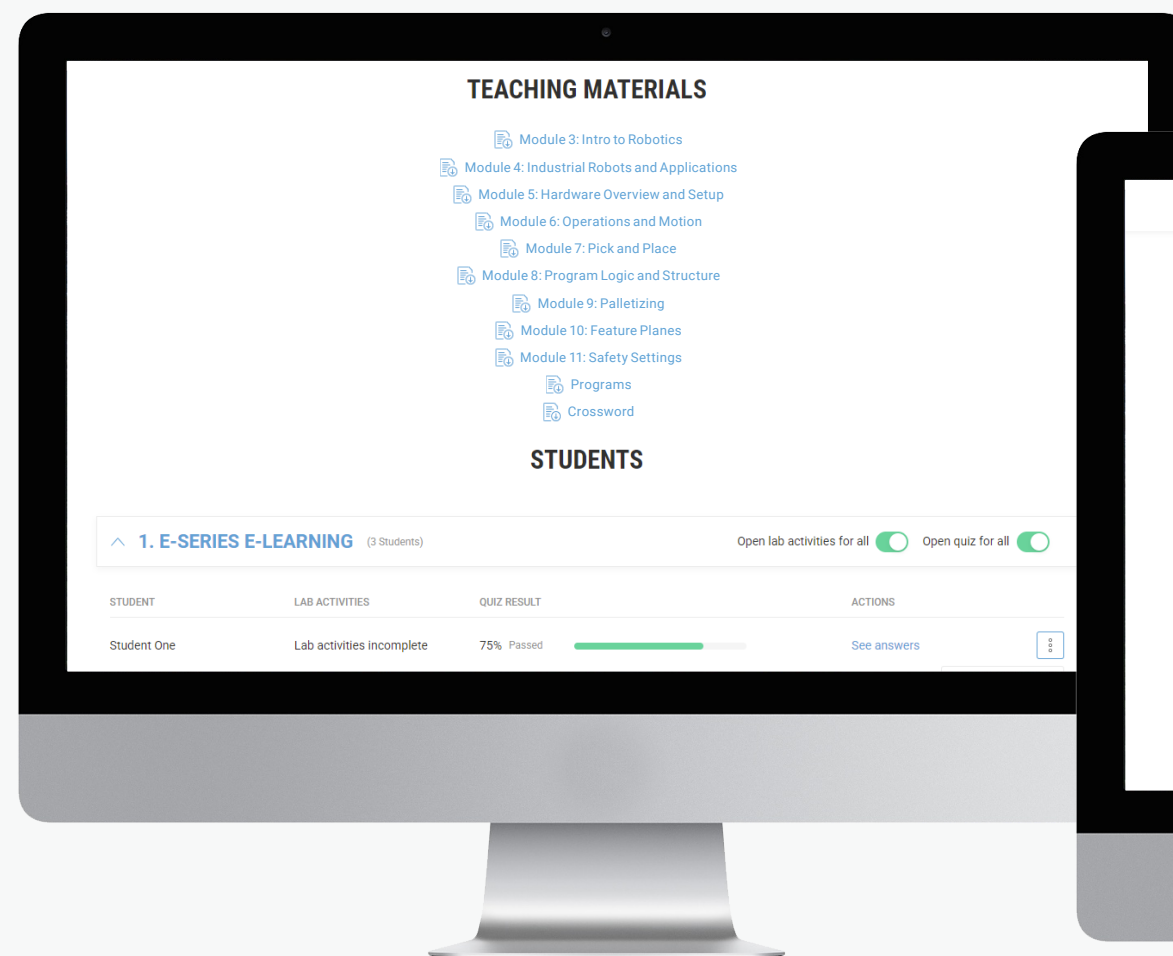 TEACHING MATERIALS
Module 3: Intro to Robotics
Module 4: Industrial Robots and Applications
Module 5: Hardware Overview and Setup
Module 6: Operations and Motion
Module 7: Pick and Place
Module 8: Program Logic and Structure
Module 9: Palletizing
Module 10: Feature Planes
Module 11: Safety Settings
Programs
Crossword
STUDENTS
1. E-SERIES E-LEARNING (3 Students) Open lab activities for all Open quiz for all
STUDENT LAB ACTIVITIES QUIZ RESULT ACTIONS
Student One Lab activities incomplete 75% Passed See answers